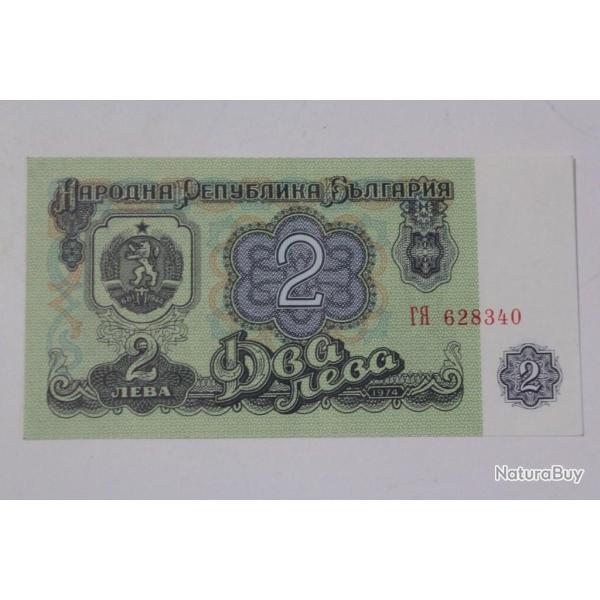 НАРОДНА РЕПУБЛИКА БЪЛГАРИЯ
2
ГЯ 628340
2
ЛЕВА
Два
лева
1974
2
NaturaBuy